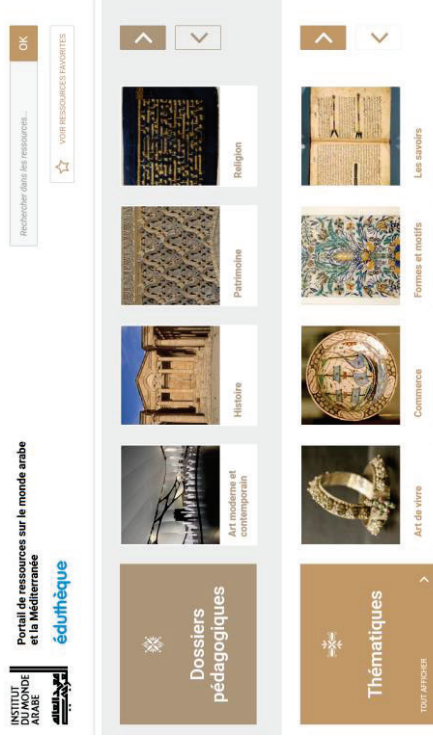 INSTITUT
DU MONDE
ARABE
Portail de ressources sur le monde arabe
et la Méditerranée
éduthèque
Rechercher dans les ressources...
OK
VOIR RESSOURCES FAVORITES
Dossiers
pédagogiques
Art moderne et
contemporain
Histoire
Patrimoine
Religion
Thématiques
TOUT AFFICHER
Art de vivre
Commerce
Formes et motifs
Les savoirs